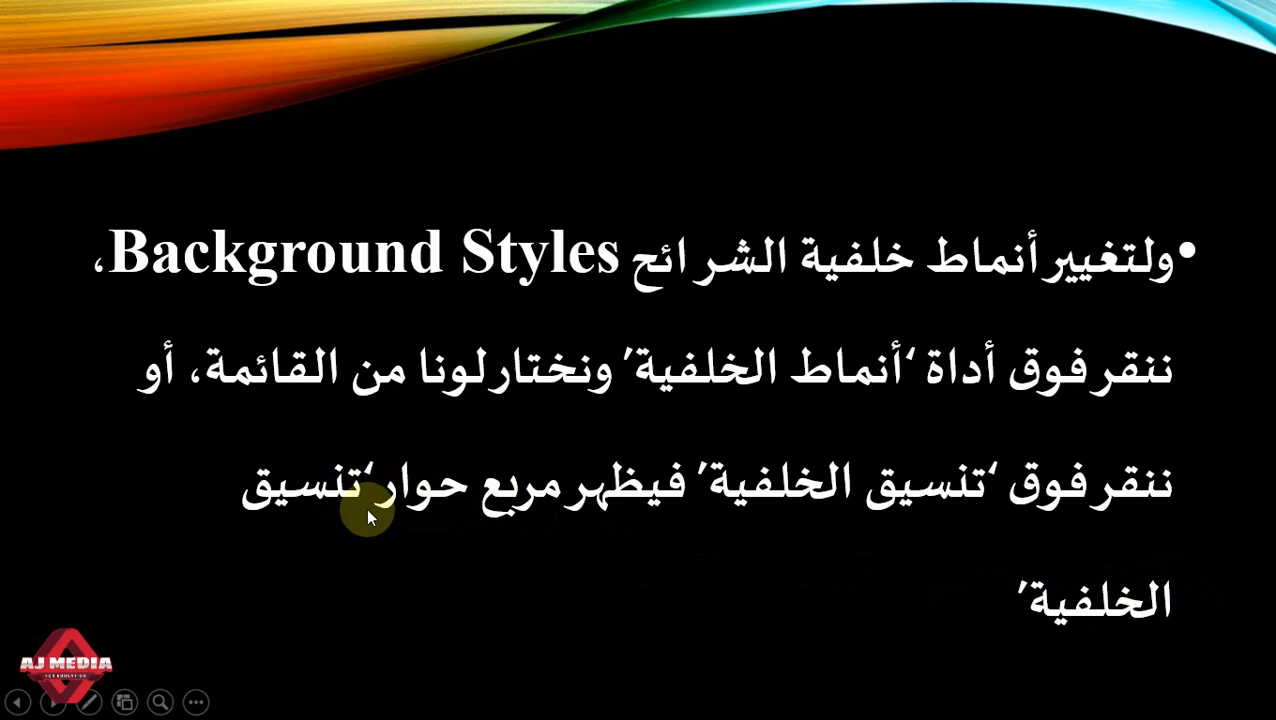 •ولتغيير أنماط خلفية الشرائح Background Styles،
ننقر فوق أداة ‘أنماط الخلفية’ ونختار لونا من القائمة، أو
ننقر فوق ‘تنسيق الخلفية’ فيظهر مربع حوار ‘تنسيق
الخلفية’
AJ MEDIA